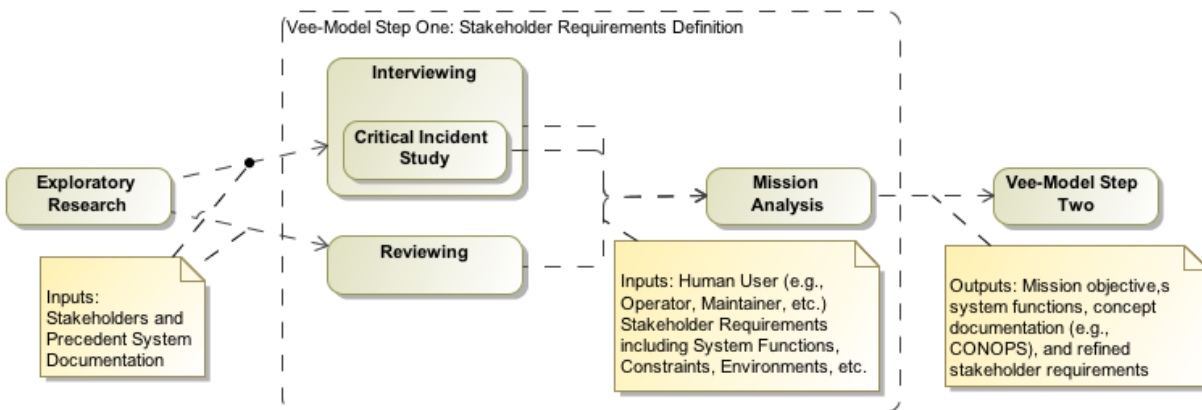 Vee-Model Step One: Stakeholder Requirements Definition
Interviewing
Critical Incident
Study
Exploratory
Research
Mission
Analysis
Vee-Model Step
Two
Reviewing
Inputs:
Stakeholders and
Precedent System
Documentation
Inputs: Human User (e.g.,
Operator, Maintainer, etc.)
Stakeholder Requirements
including System Functions,
Constraints, Environments, etc.
Outputs: Mission objective,s
system functions, concept
documentation (e.g.,
CONOPS), and refined
stakeholder requirements